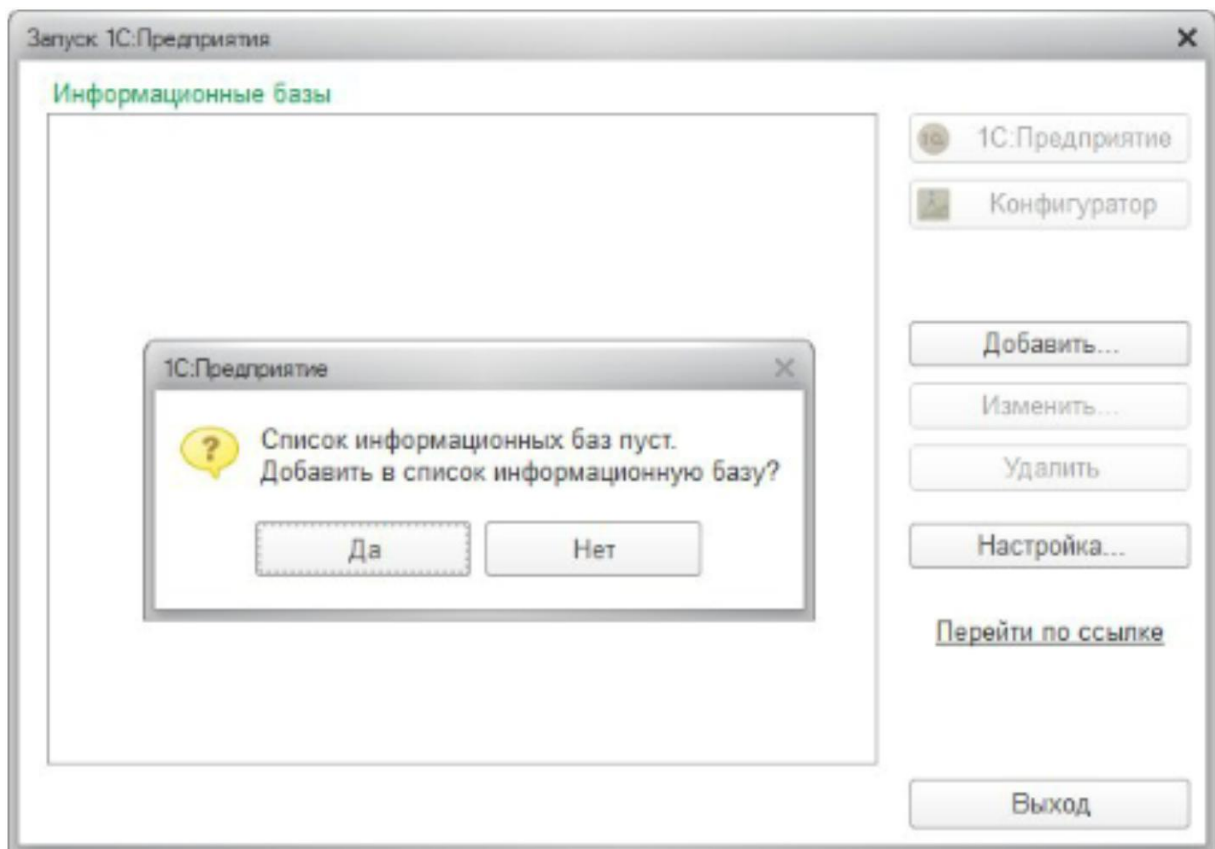 Запуск 1С:Предприятия
Информационные базы
1С:Предприятие
Конфигуратор
Добавить...
Изменить...
Удалить
Настройка...
Перейти по ссылке
Выход
1С:Предприятие
?
Список информационных баз пуст.
Добавить в список информационную базу?
Да
Нет